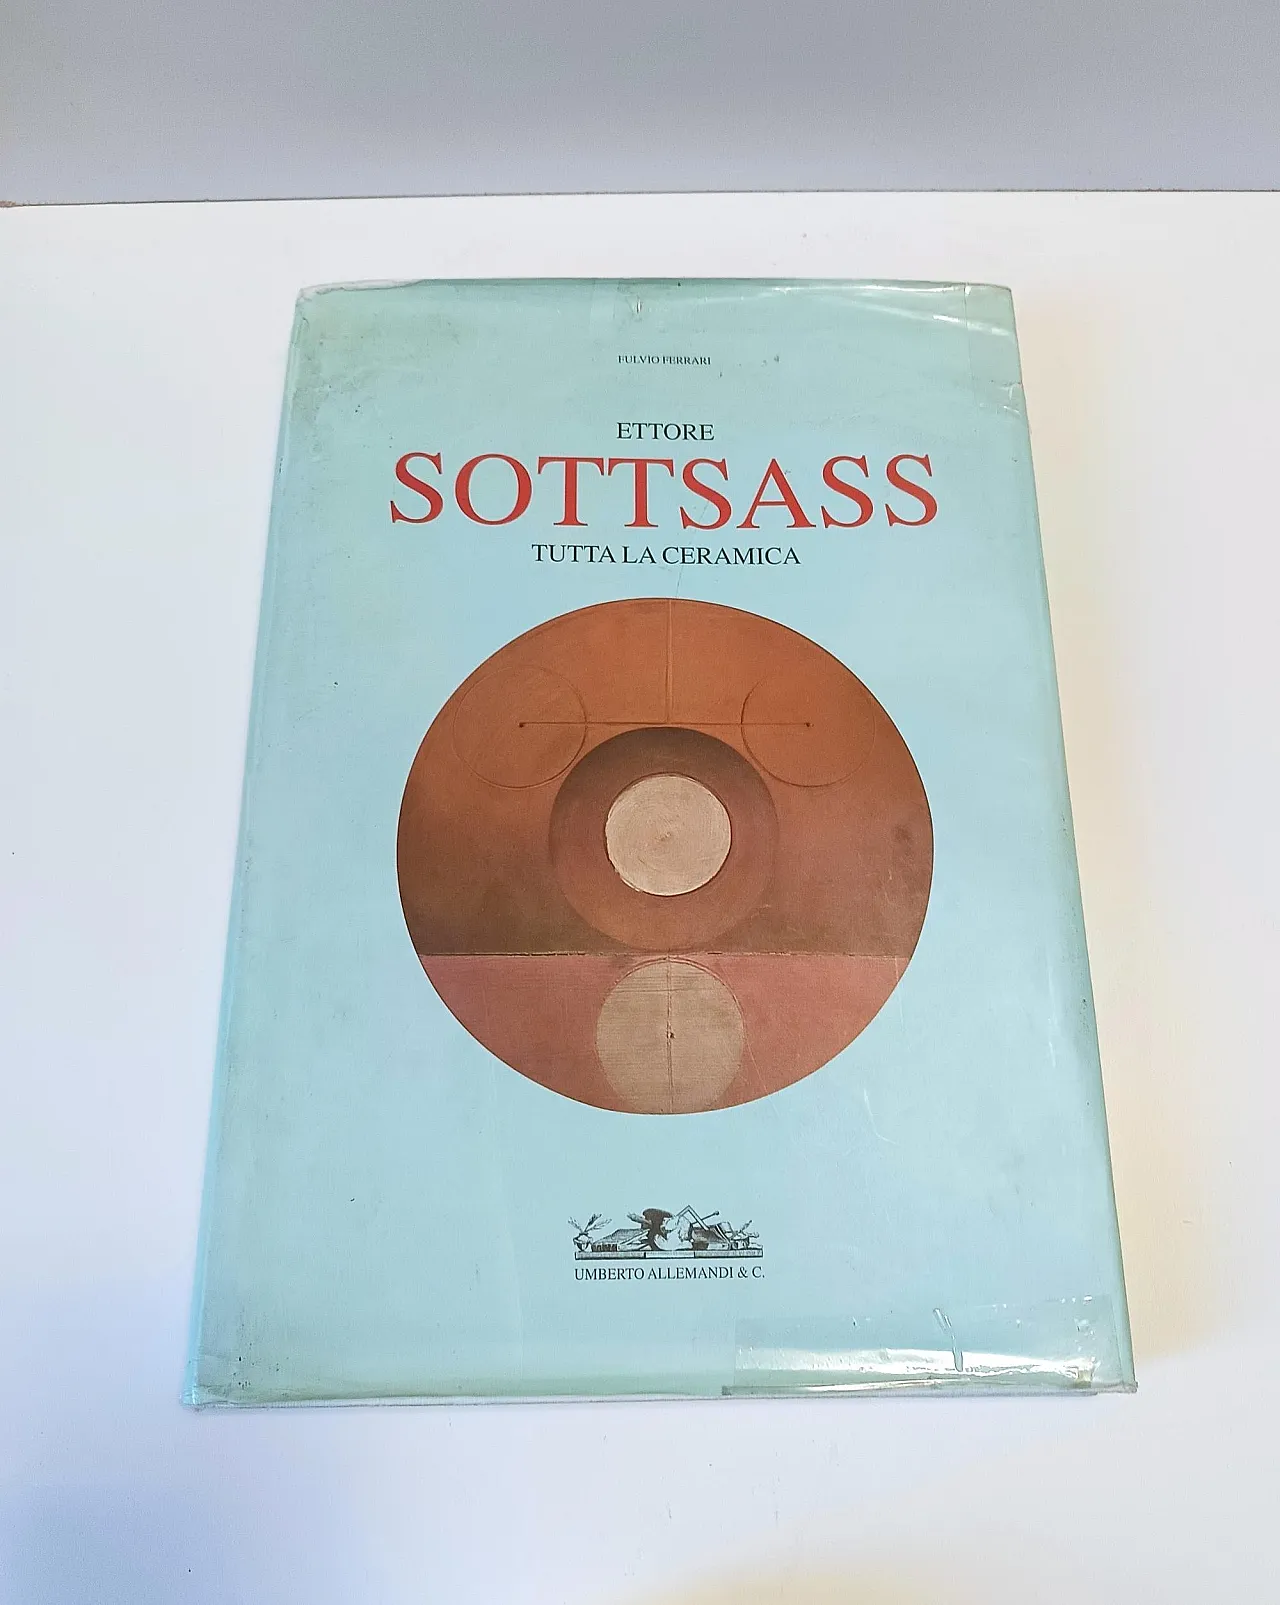 FULVIO FERRARI
ETTORE
SOTTSASS
TUTTA LA CERAMICA
UMBERTO ALLEMANDI & C.